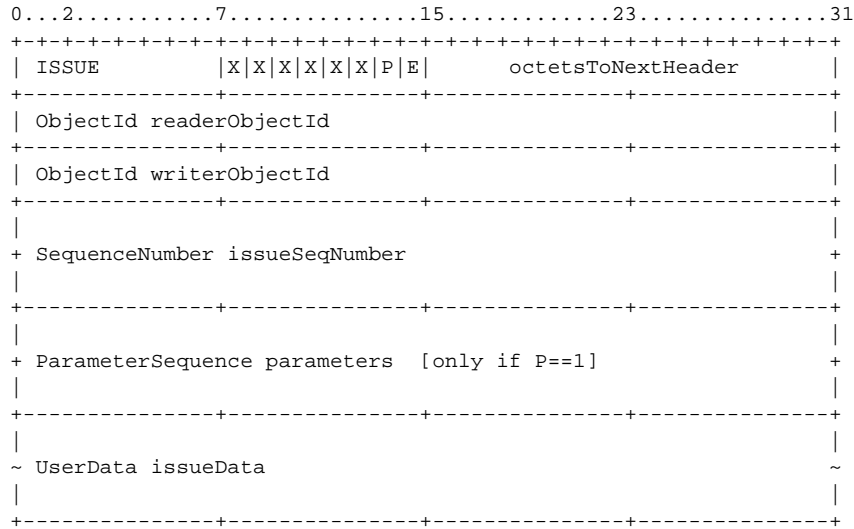 0...2...........7...............15.............23...............31
+-+-+-+-+-+-+-+-+-+-+-+-+-+-+-+-+-+-+-+-+-+-+-+-+-+-+-+-+-+-+-+-+
| ISSUE         |X|X|X|X|X|X|P|E|      octetsToNextHeader       |
+---------------+---------------+---------------+---------------+
| ObjectId readerObjectId                                       |
+---------------+---------------+---------------+---------------+
| ObjectId writerObjectId                                       |
+---------------+---------------+---------------+---------------+
|                                                               |
+ SequenceNumber issueSeqNumber                                 +
|                                                               |
+---------------+---------------+---------------+---------------+
|                                                               |
+ ParameterSequence parameters  [only if P==1]                  +
|                                                               |
+---------------+---------------+---------------+---------------+
|                                                               |
~ UserData issueData                                            ~
|                                                               |
+---------------+---------------+---------------+---------------+